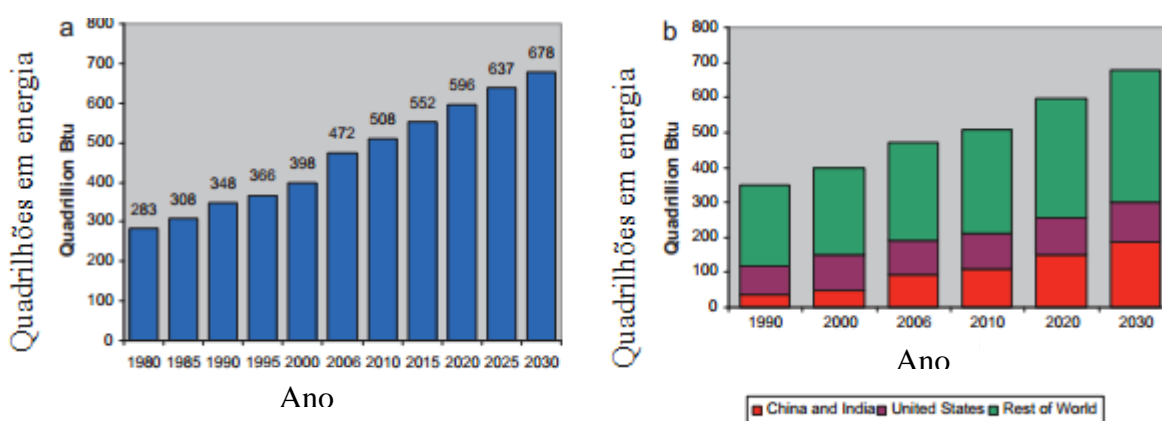 a
Quadrilhões em energia
Quadrillion Btu
800
700
600
500
400
300
200
100
0
283
308
348
366
398
472
508
552
596
637
678
1980 1985 1990 1995 2000 2006 2010 2015 2020 2025 2030
Ano
b
Quadrilhões em energia
Quadrillion Btu
800
700
600
500
400
300
200
100
0
1990 2000 2006 2010 2020 2030
Ano
China and India United States Rest of World